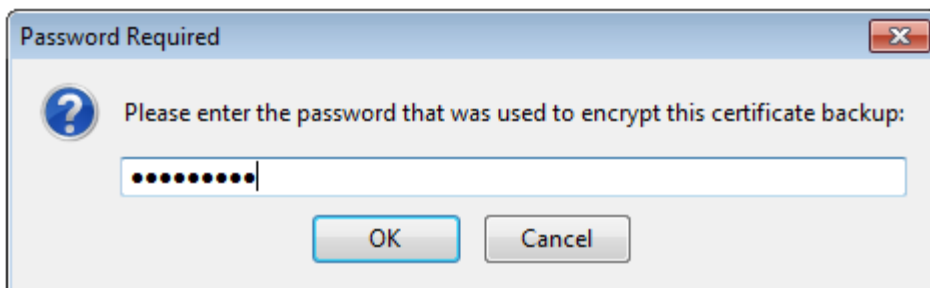 Password Required
Please enter the password that was used to encrypt this certificate backup:
●●●●●●●●●
OK
Cancel